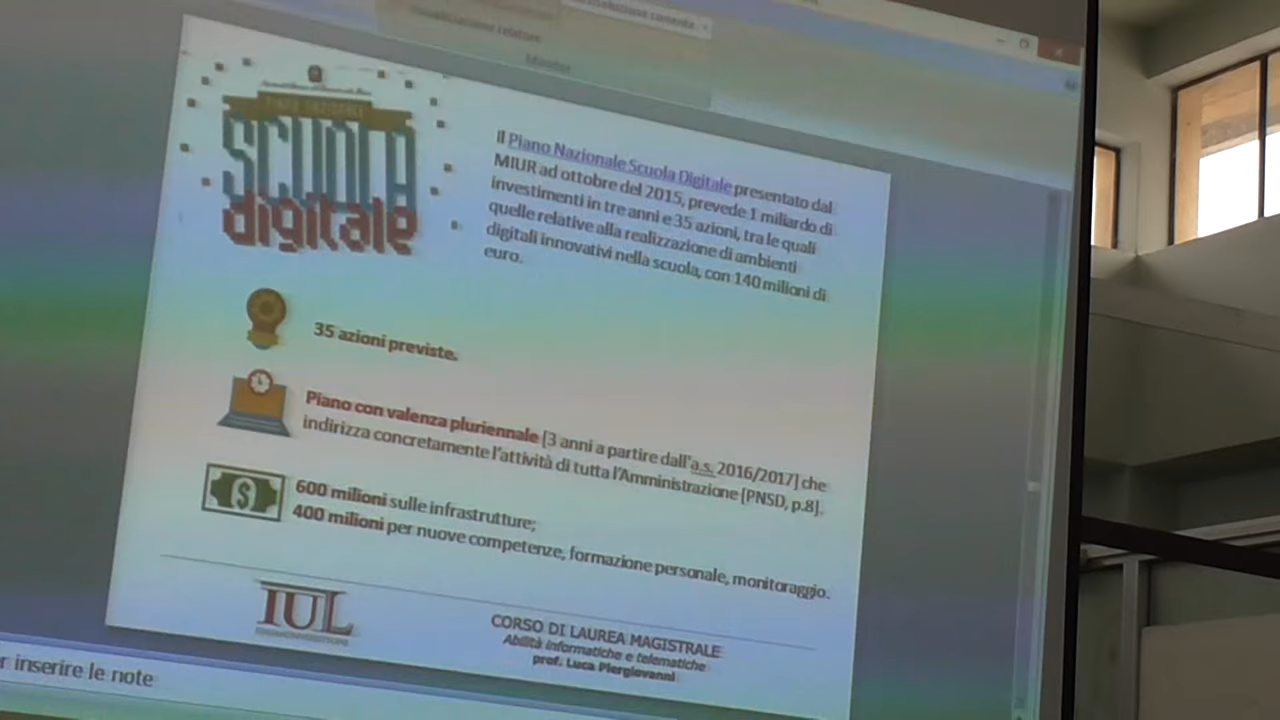 PIANO NAZIONALE
SCUOLA
digitale
Il Piano Nazionale Scuola Digitale presentato dal
MIUR ad ottobre del 2015, prevede 1 miliardo di
investimenti in tre anni e 35 azioni, tra le quali
quelle relative alla realizzazione di ambienti
digitali innovativi nella scuola, con 140 milioni di
euro.
35 azioni previste.
Piano con valenza pluriennale [3 anni a partire dall'a.s. 2016/2017] che
indirizza concretamente l'attività di tutta l'Amministrazione [PNSD, p.8].
600 milioni sulle infrastrutture;
400 milioni per nuove competenze, formazione personale, monitoraggio.
IUL
CORSO DI LAUREA MAGISTRALE
Abilità informatiche e telematiche
prof. Luca Piergiovanni
r inserire le note